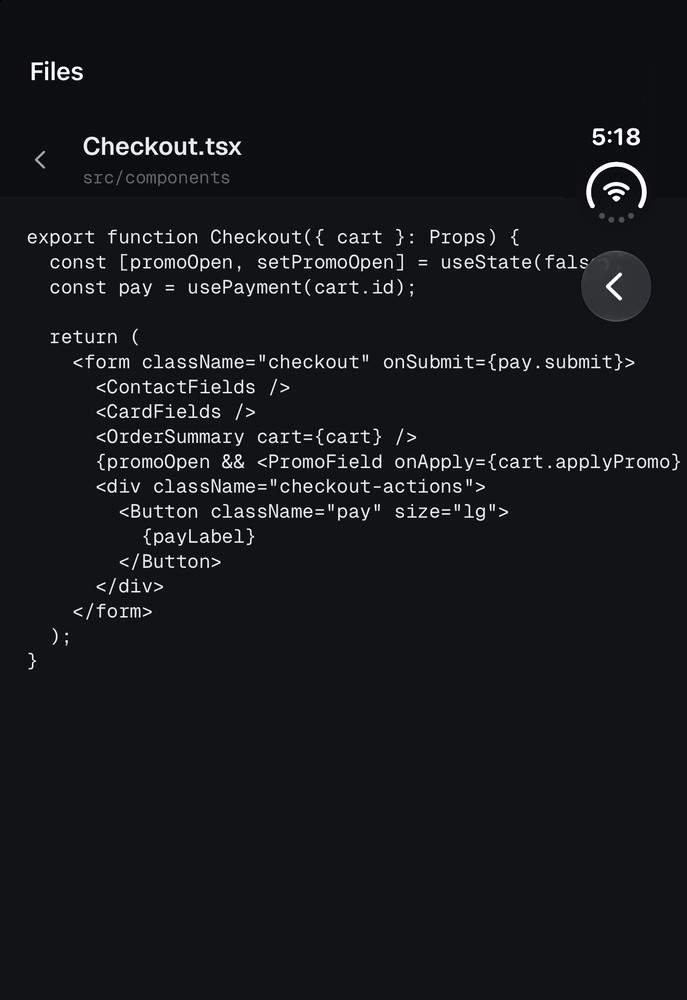 Files
5:18
Checkout.tsx
src/components
export function Checkout({ cart }: Props) {
  const [promoOpen, setPromoOpen] = useState(fals
  const pay = usePayment(cart.id);

  return (
    <form className="checkout" onSubmit={pay.submit}>
      <ContactFields />
      <CardFields />
      <OrderSummary cart={cart} />
      {promoOpen && <PromoField onApply={cart.applyPromo}
      <div className="checkout-actions">
        <Button className="pay" size="lg">
          {payLabel}
        </Button>
      </div>
    </form>
  );
}